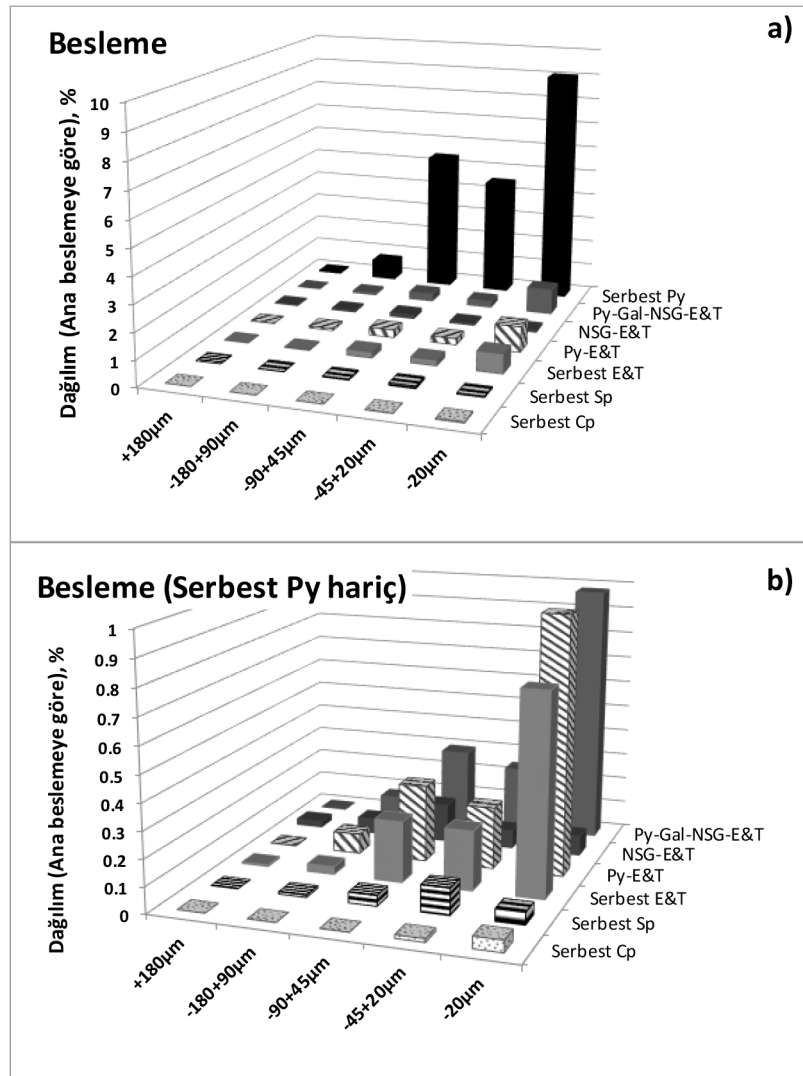 Besleme
a)
Dağılım (Ana beslemeye göre), %
10
9
8
7
6
5
4
3
2
1
0
+180µm
-180+90µm
-90+45µm
-45+20µm
-20µm
Serbest Py
Py-Gal-NSG-E&T
NSG-E&T
Py-E&T
Serbest E&T
Serbest Sp
Serbest Cp
Besleme (Serbest Py hariç)
b)
Dağılım (Ana beslemeye göre), %
1
0.9
0.8
0.7
0.6
0.5
0.4
0.3
0.2
0.1
0
+180µm
-180+90µm
-90+45µm
-45+20µm
-20µm
Py-Gal-NSG-E&T
NSG-E&T
Py-E&T
Serbest E&T
Serbest Sp
Serbest Cp